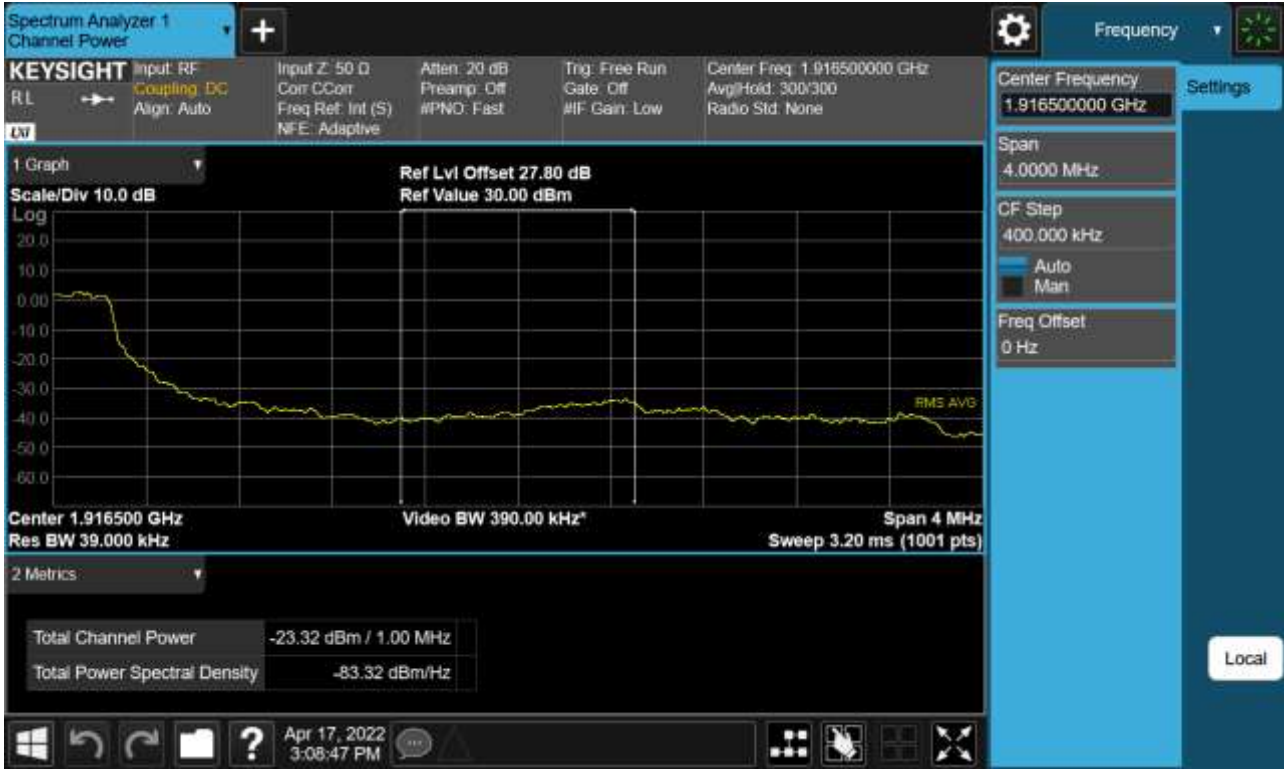 Spectrum Analyzer 1
Channel Power
+
Frequency
KEYSIGHT
RL
LXI
Input: RF
Coupling: DC
Align: Auto
Input Z: 50 Ω
Corr CCorr
Freq Ref: Int (S)
NFE: Adaptive
Atten: 20 dB
Preamp: Off
#PNO: Fast
Trig: Free Run
Gate: Off
#IF Gain: Low
Center Freq: 1.916500000 GHz
Avg|Hold: 300/300
Radio Std: None
1 Graph
Scale/Div 10.0 dB
Ref Lvl Offset 27.80 dB
Ref Value 30.00 dBm
Log
20.0
10.0
0.00
-10.0
-20.0
-30.0
-40.0
-50.0
-60.0
RMS AVG
Center 1.916500 GHz
Video BW 390.00 kHz*
Span 4 MHz
Res BW 39.000 kHz
Sweep 3.20 ms (1001 pts)
2 Metrics
Total Channel Power -23.32 dBm / 1.00 MHz
Total Power Spectral Density -83.32 dBm/Hz
Center Frequency
1.916500000 GHz
Settings
Span
4.0000 MHz
CF Step
400.000 kHz
Auto
Man
Freq Offset
0 Hz
Local
?
Apr 17, 2022
3:08:47 PM